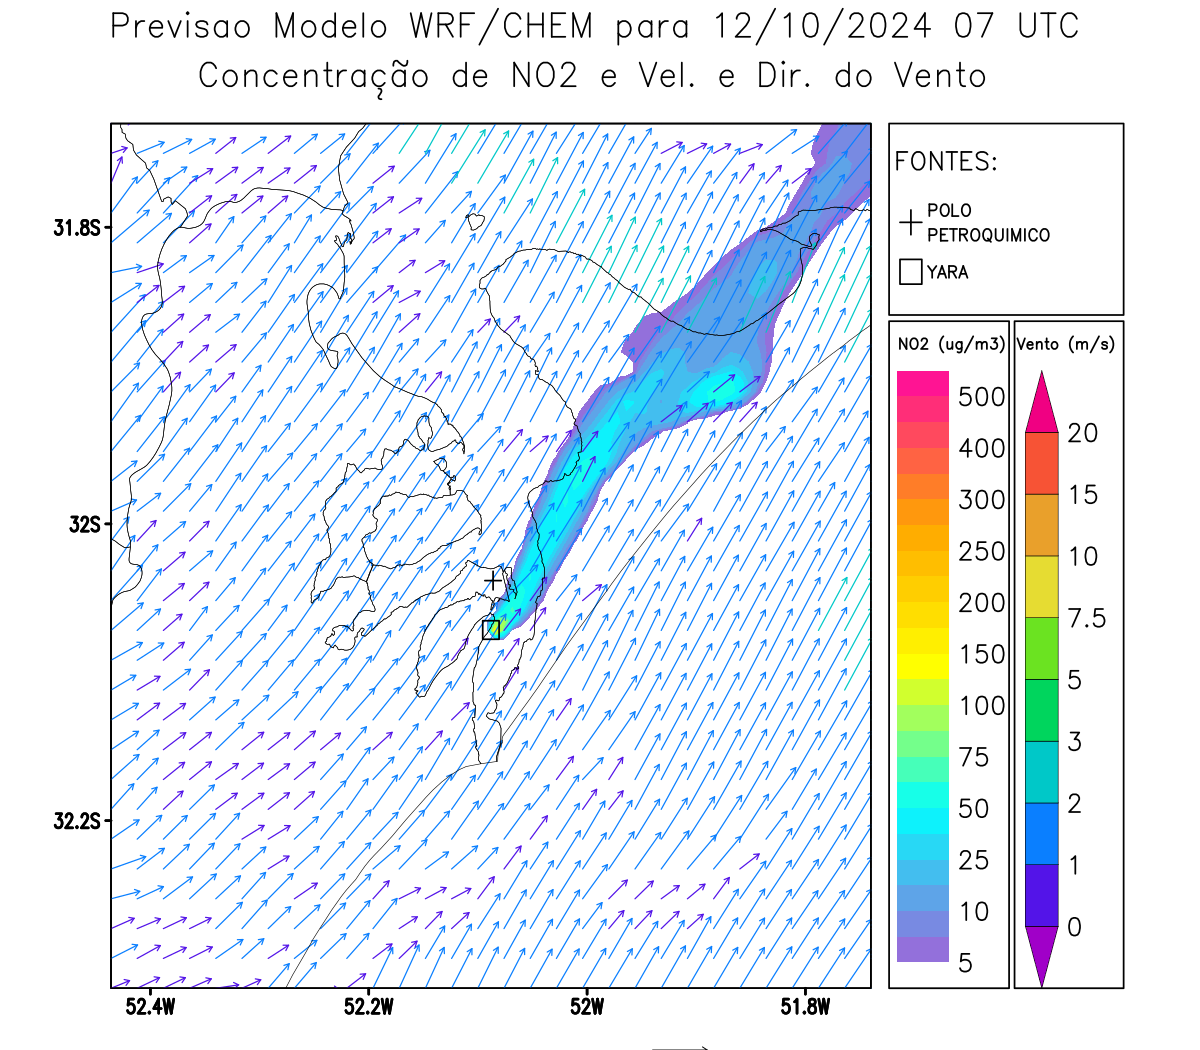 Previsao Modelo WRF/CHEM para 12/10/2024 07 UTC
Concentração de NO2 e Vel. e Dir. do Vento
FONTES:
POLO
PETROQUIMICO
YARA
NO2 (ug/m3)
500
400
300
250
200
150
100
75
50
25
10
5
Vento (m/s)
20
15
10
7.5
5
3
2
1
0
31.8S
32S
32.2S
52.4W
52.2W
52W
51.8W